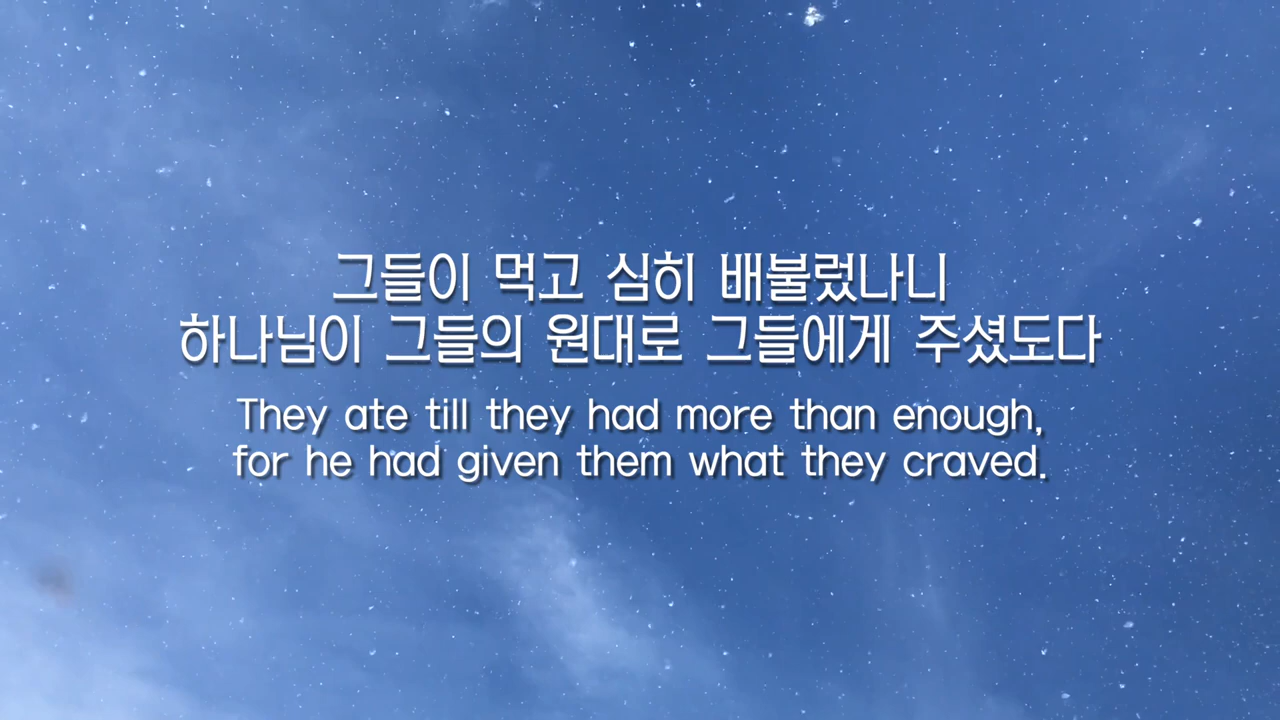 그들이 먹고 심히 배불렀나니
하나님이 그들의 원대로 그들에게 주셨도다
They ate till they had more than enough,
for he had given them what they craved.